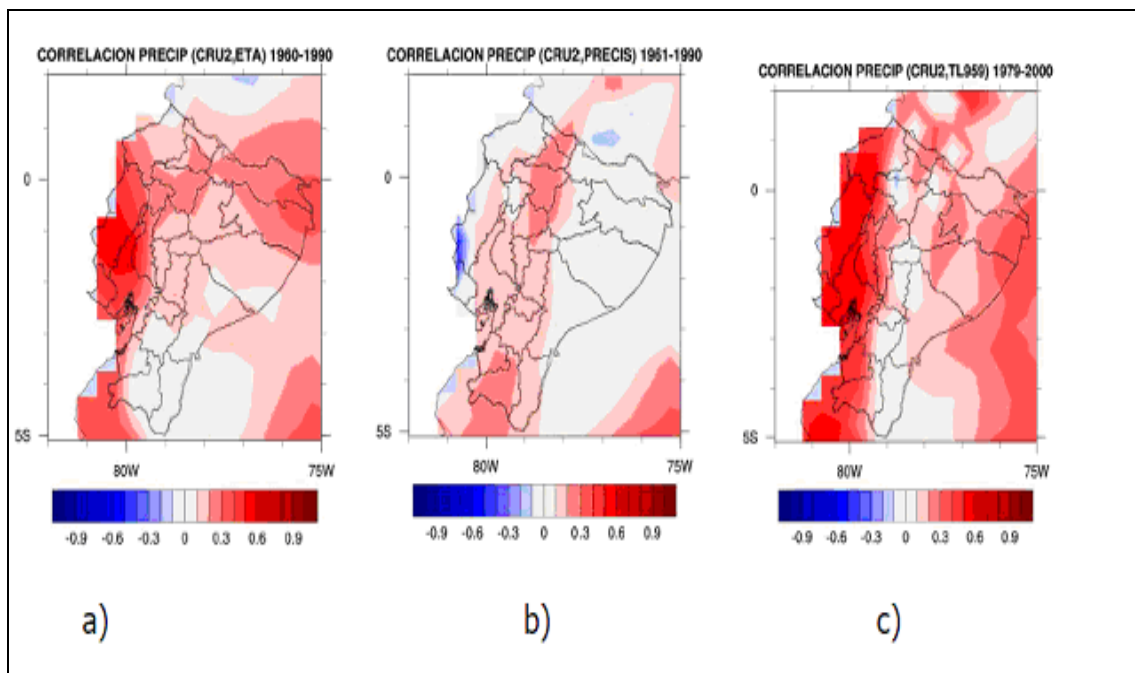 CORRELACION PRECIP (CRU2,ETA) 1960-1990
0
5S
80W
75W
-0.9 -0.6 -0.3 0 0.3 0.6 0.9
a)
CORRELACION PRECIP (CRU2,PRECIS) 1961-1990
0
5S
80W
75W
-0.9 -0.6 -0.3 0 0.3 0.6 0.9
b)
CORRELACION PRECIP (CRU2,TL959) 1979-2000
0
5S
80W
75W
-0.9 -0.6 -0.3 0 0.3 0.6 0.9
c)